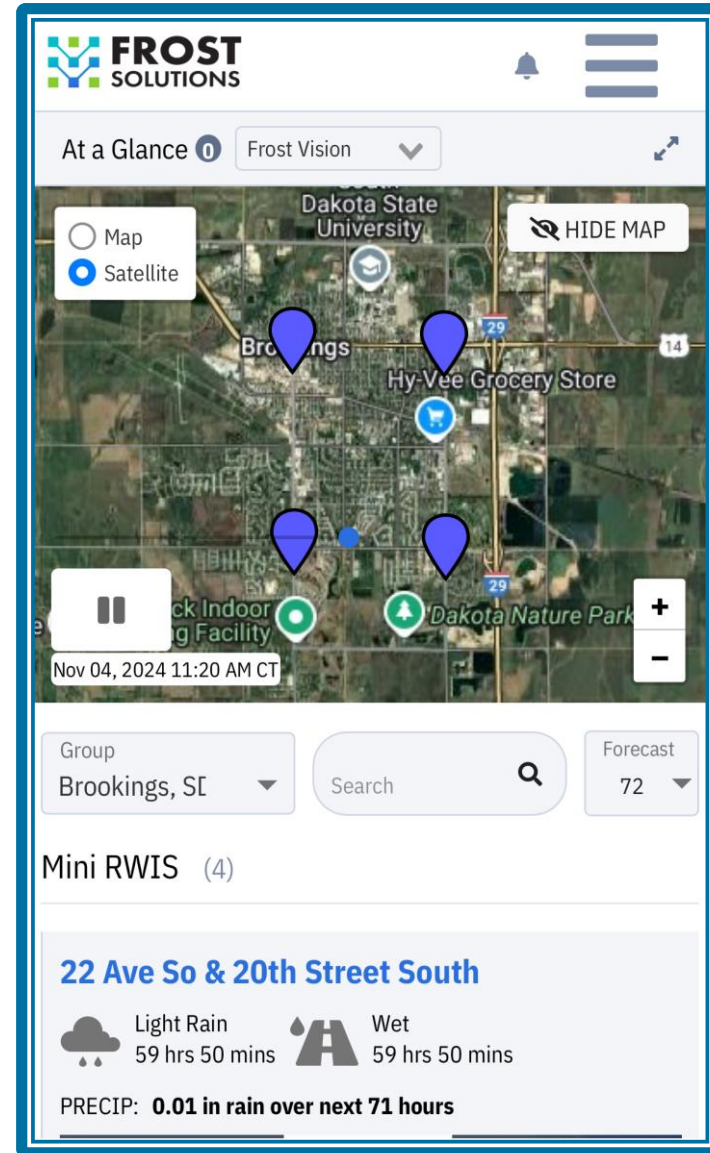 FROST
SOLUTIONS
At a Glance 0 Frost Vision
Map
Satellite
Dakota State
University
HIDE MAP
29
14
Hy-Vee Grocery Store
ck Indoor
g Facility
29
Dakota Nature Park
+
−
Nov 04, 2024 11:20 AM CT
Group
Brookings, SD
Search
Forecast
72
Mini RWIS (4)
22 Ave So & 20th Street South
Light Rain
59 hrs 50 mins
Wet
59 hrs 50 mins
PRECIP: 0.01 in rain over next 71 hours